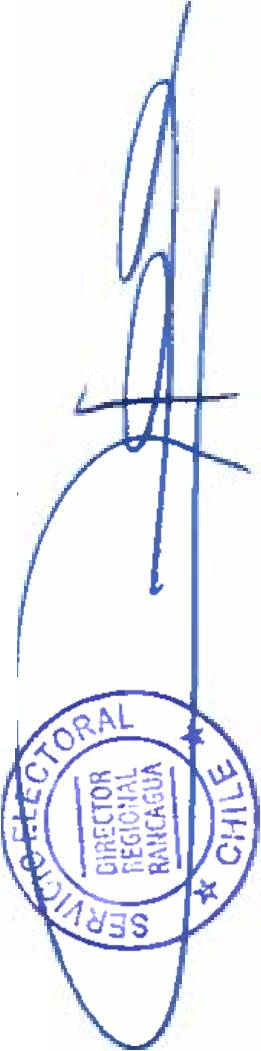 SERVICIO ELECTORAL
DIRECTOR
REGIONAL
RANCAGUA
★ CHILE ★